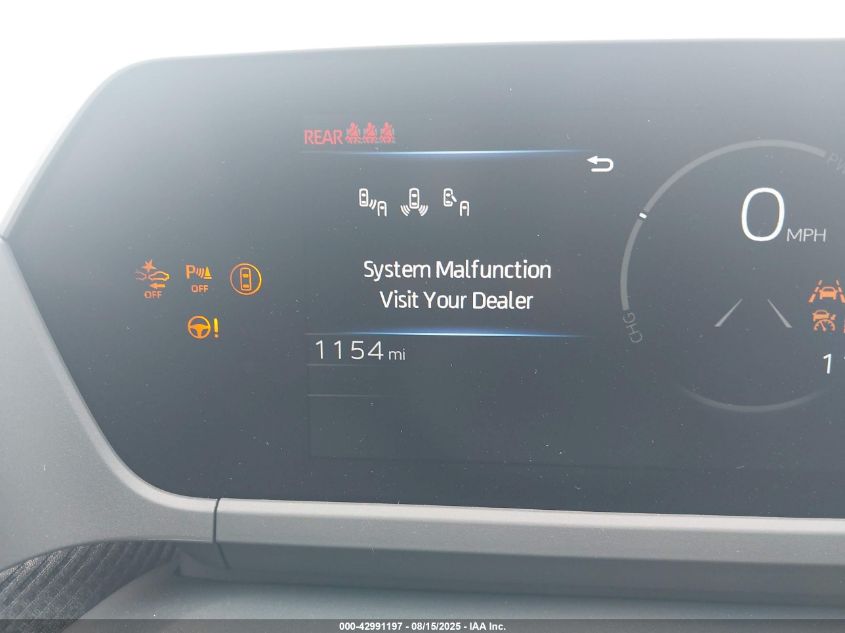 REAR
0 MPH
System Malfunction
Visit Your Dealer
OFF
P
OFF
1154 mi
CHG
000-42991197 - 08/15/2025 - IAA Inc.